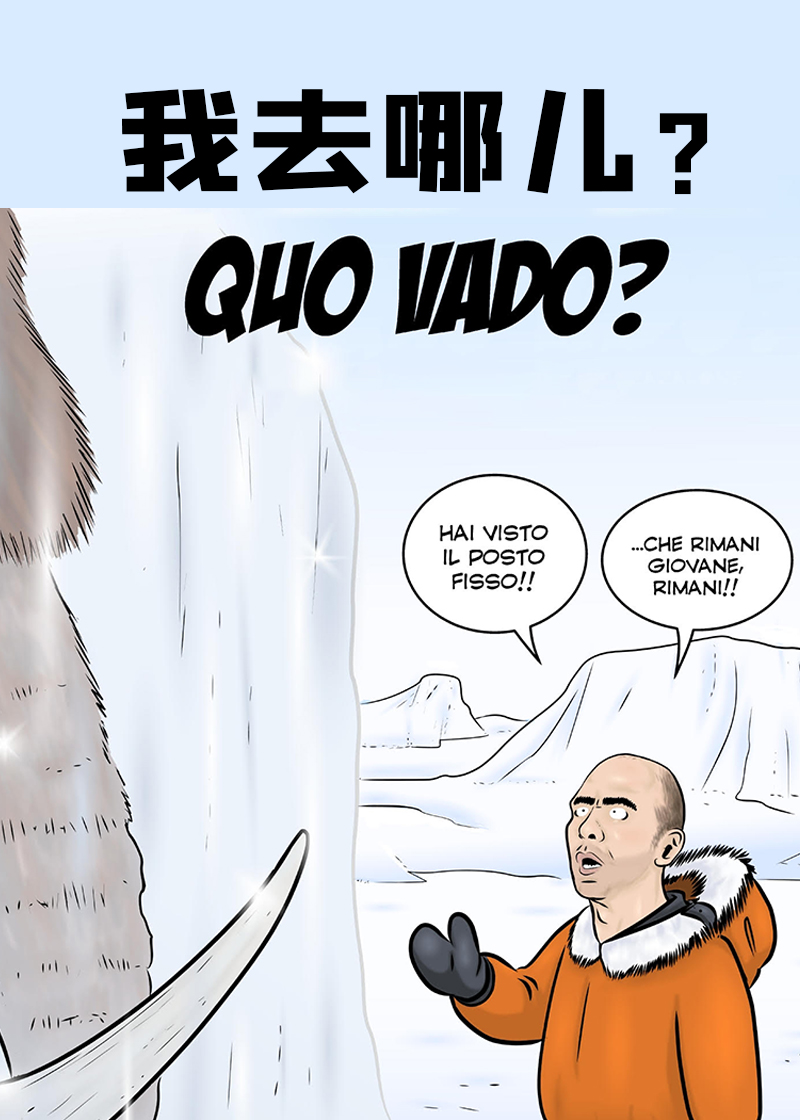 我去哪儿?
QUO VADO?
HAI VISTO
IL POSTO
FISSO!!
...CHE RIMANI
GIOVANE,
RIMANI!!